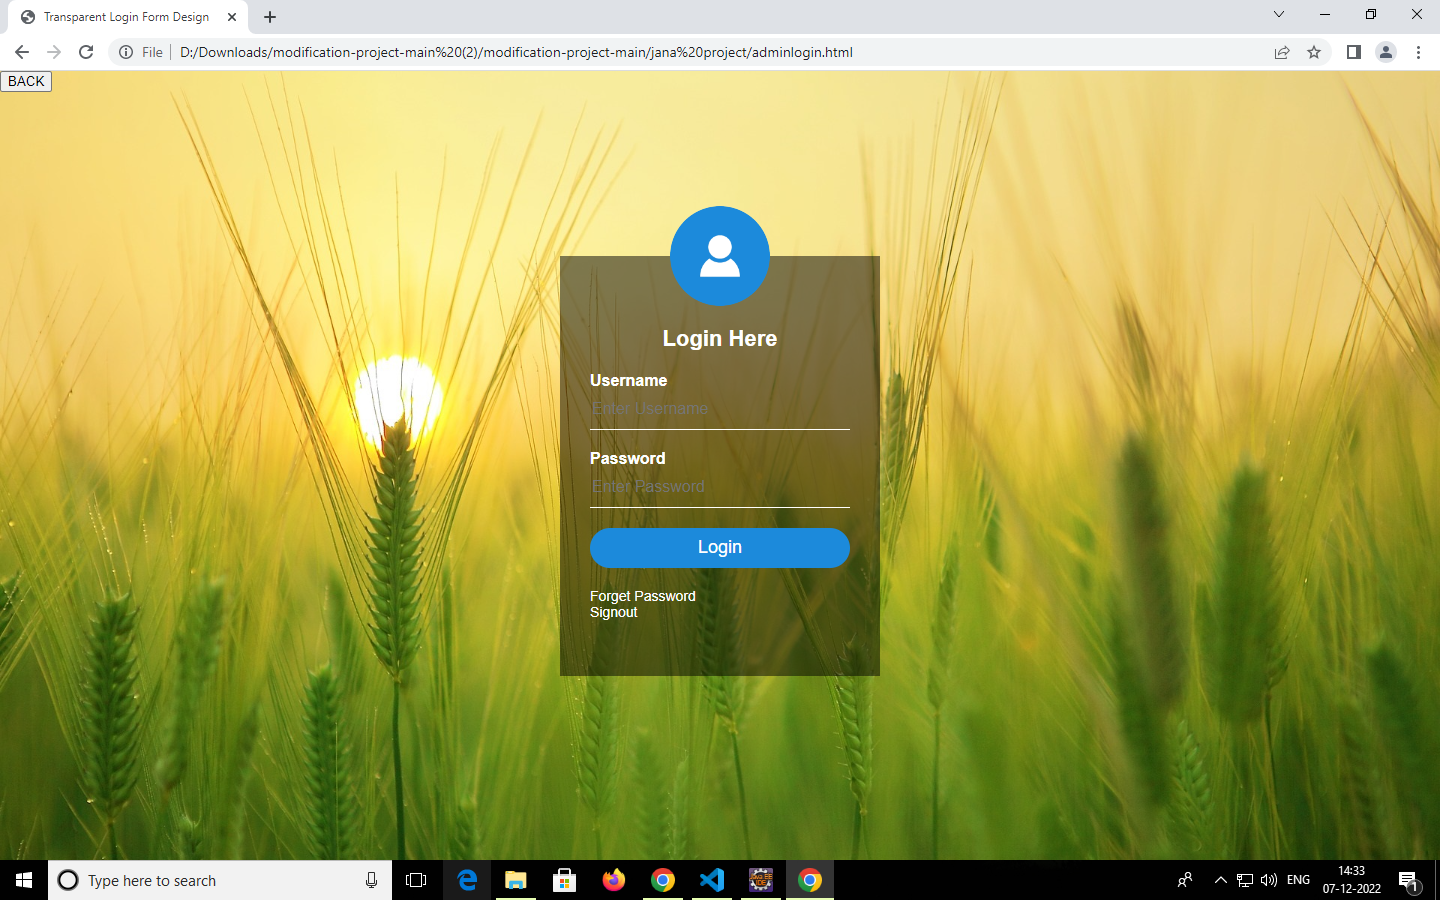 Transparent Login Form Design
File
D:/Downloads/modification-project-main%20(2)/modification-project-main/jana%20project/adminlogin.html
BACK
Login Here
Username
Enter Username
Password
Enter Password
Login
Forget Password
Signout
Type here to search
ENG
14:33
07-12-2022
1